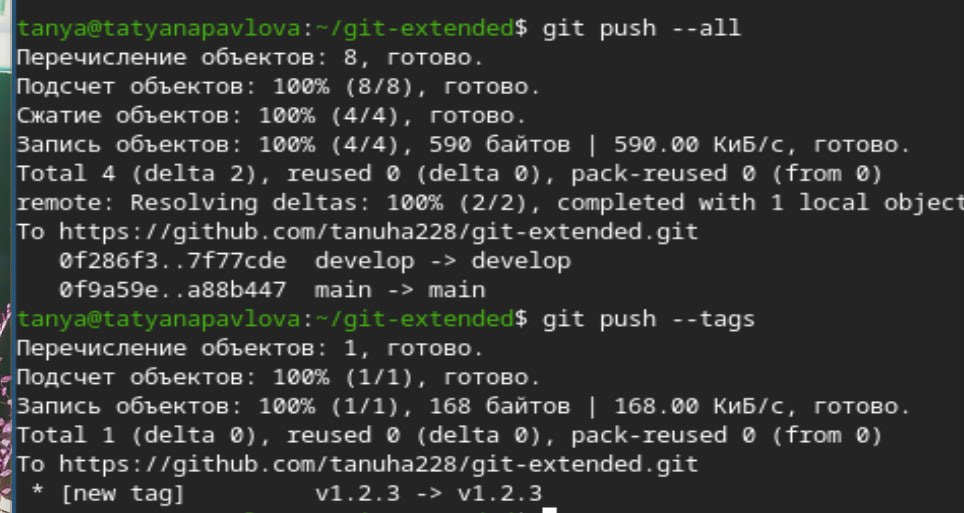 tanya@tatyanapavlova:~/git-extended$ git push --all
Перечисление объектов: 8, готово.
Подсчет объектов: 100% (8/8), готово.
Сжатие объектов: 100% (4/4), готово.
Запись объектов: 100% (4/4), 590 байтов | 590.00 КиБ/с, готово.
Total 4 (delta 2), reused 0 (delta 0), pack-reused 0 (from 0)
remote: Resolving deltas: 100% (2/2), completed with 1 local object
To https://github.com/tanuha228/git-extended.git
   0f286f3..7f77cde  develop -> develop
   0f9a59e..a88b447  main -> main
tanya@tatyanapavlova:~/git-extended$ git push --tags
Перечисление объектов: 1, готово.
Подсчет объектов: 100% (1/1), готово.
Запись объектов: 100% (1/1), 168 байтов | 168.00 КиБ/с, готово.
Total 1 (delta 0), reused 0 (delta 0), pack-reused 0 (from 0)
To https://github.com/tanuha228/git-extended.git
 * [new tag]         v1.2.3 -> v1.2.3